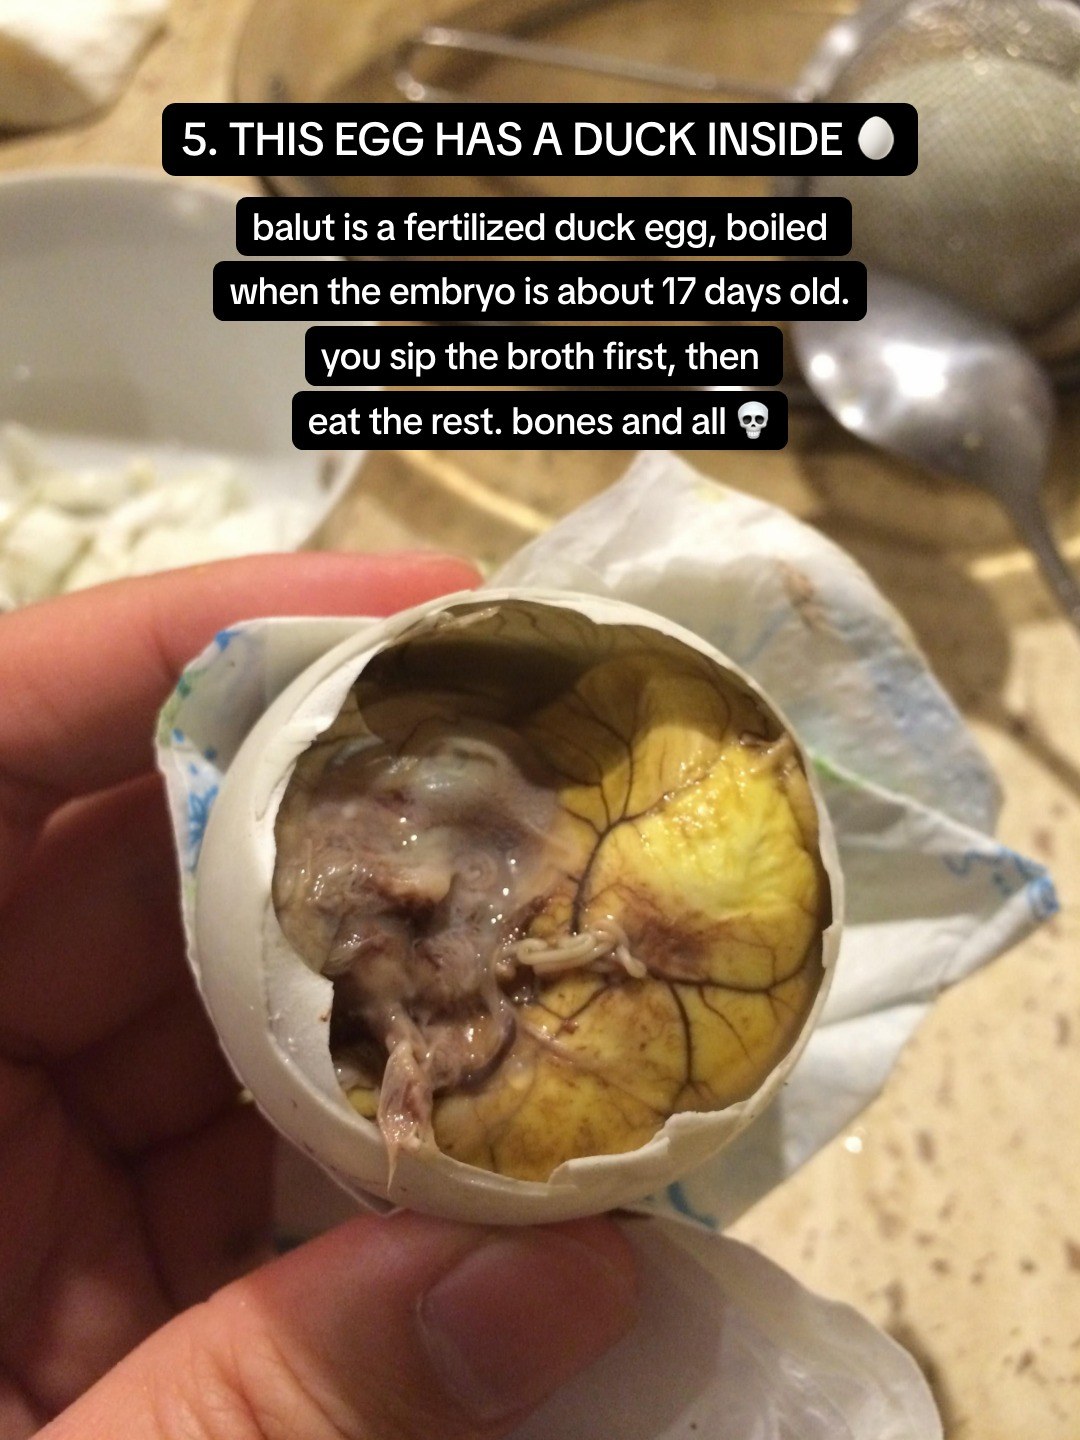 5. THIS EGG HAS A DUCK INSIDE 🥚
balut is a fertilized duck egg, boiled
when the embryo is about 17 days old.
you sip the broth first, then
eat the rest. bones and all 💀